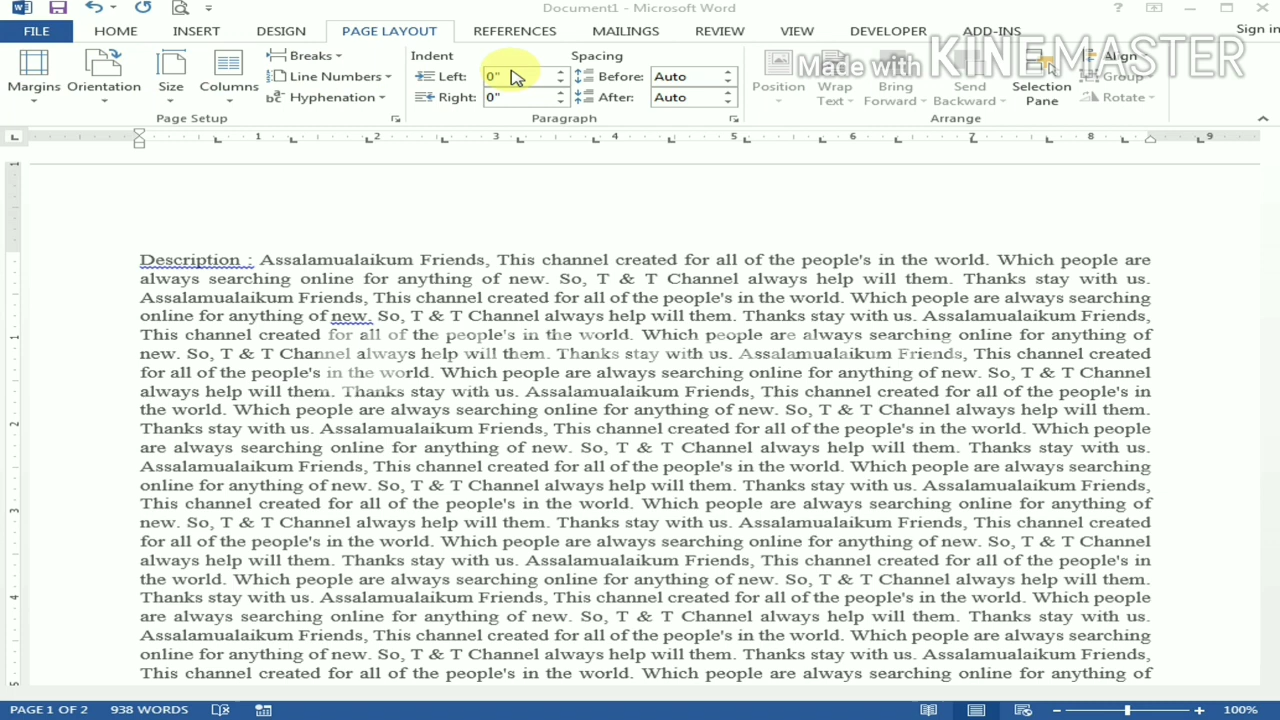 Document1 - Microsoft Word
FILE HOME INSERT DESIGN PAGE LAYOUT REFERENCES MAILINGS REVIEW VIEW DEVELOPER ADD-INS Sign in
Made with KINEMASTER
Margins Orientation Size Columns
Breaks
Line Numbers
Hyphenation
Page Setup
Indent
Left: 0"
Right: 0"
Spacing
Before: Auto
After: Auto
Paragraph
Position Wrap Text Bring Forward Send Backward Selection Pane
Align
Group
Rotate
Arrange
1 2 3 4 5 6 7 8 9
Description : Assalamualaikum Friends, This channel created for all of the people's in the world. Which people are
always searching online for anything of new. So, T & T Channel always help will them. Thanks stay with us.
Assalamualaikum Friends, This channel created for all of the people's in the world. Which people are always searching
online for anything of new. So, T & T Channel always help will them. Thanks stay with us. Assalamualaikum Friends,
This channel created for all of the people's in the world. Which people are always searching online for anything of
new. So, T & T Channel always help will them. Thanks stay with us. Assalamualaikum Friends, This channel created
for all of the people's in the world. Which people are always searching online for anything of new. So, T & T Channel
always help will them. Thanks stay with us. Assalamualaikum Friends, This channel created for all of the people's in
the world. Which people are always searching online for anything of new. So, T & T Channel always help will them.
Thanks stay with us. Assalamualaikum Friends, This channel created for all of the people's in the world. Which people
are always searching online for anything of new. So, T & T Channel always help will them. Thanks stay with us.
Assalamualaikum Friends, This channel created for all of the people's in the world. Which people are always searching
online for anything of new. So, T & T Channel always help will them. Thanks stay with us. Assalamualaikum Friends,
This channel created for all of the people's in the world. Which people are always searching online for anything of
new. So, T & T Channel always help will them. Thanks stay with us. Assalamualaikum Friends, This channel created
for all of the people's in the world. Which people are always searching online for anything of new. So, T & T Channel
always help will them. Thanks stay with us. Assalamualaikum Friends, This channel created for all of the people's in
the world. Which people are always searching online for anything of new. So, T & T Channel always help will them.
Thanks stay with us. Assalamualaikum Friends, This channel created for all of the people's in the world. Which people
are always searching online for anything of new. So, T & T Channel always help will them. Thanks stay with us.
Assalamualaikum Friends, This channel created for all of the people's in the world. Which people are always searching
online for anything of new. So, T & T Channel always help will them. Thanks stay with us. Assalamualaikum Friends,
This channel created for all of the people's in the world. Which people are always searching online for anything of
PAGE 1 OF 2 938 WORDS 100%